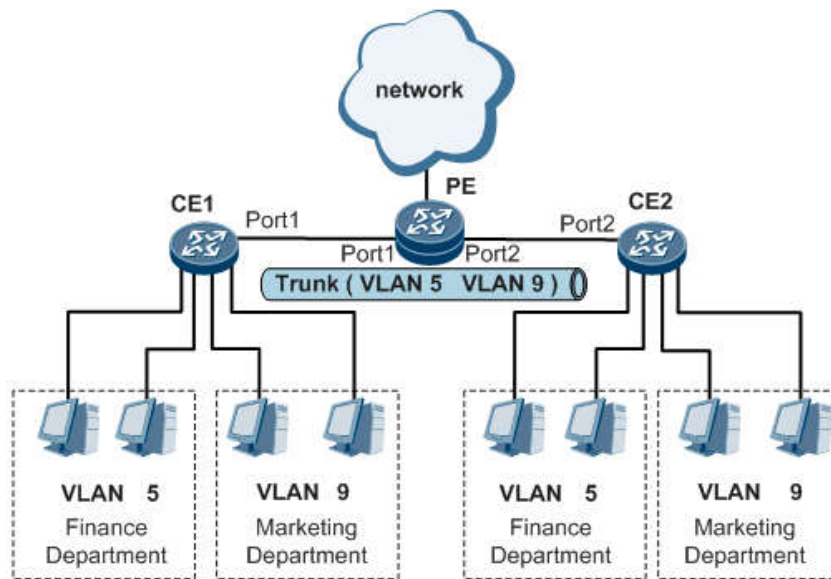 network
PE
CE1
CE2
Port1
Port2
Port1
Port2
Trunk ( VLAN 5 VLAN 9 )
VLAN 5
Finance
Department
VLAN 9
Marketing
Department
VLAN 5
Finance
Department
VLAN 9
Marketing
Department